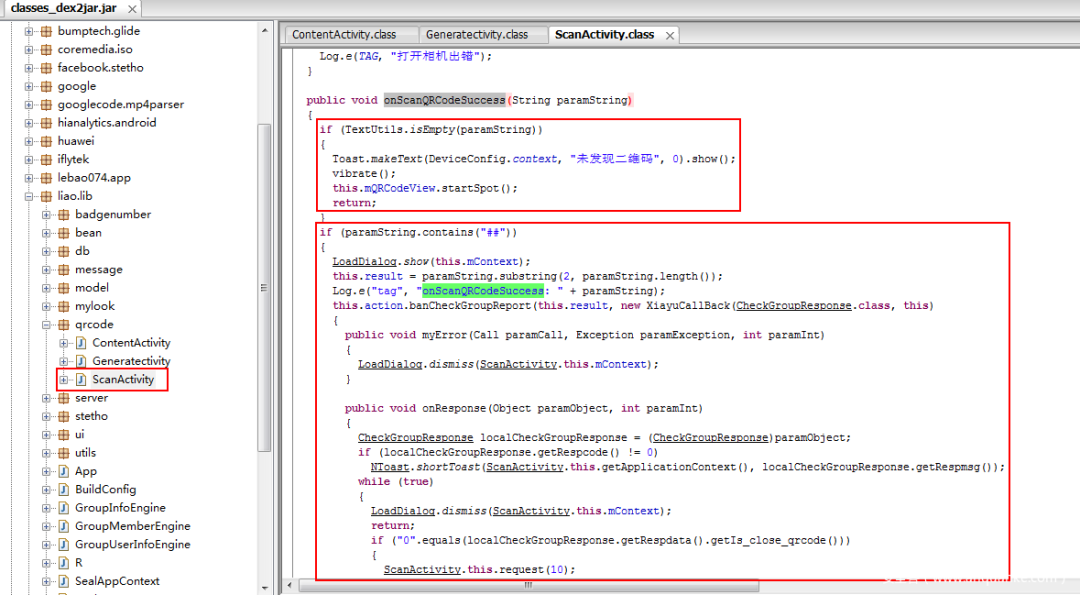 classes_dex2jar.jar
bumptech.glide
coremedia.iso
facebook.stetho
google
googlecode.mp4parser
hianalytics.android
huawei
iflytek
lebao074.app
liao.lib
badgenumber
bean
db
message
model
mylook
qrcode
ContentActivity
Generatectivity
ScanActivity
server
stetho
ui
utils
App
BuildConfig
GroupInfoEngine
GroupMemberEngine
GroupUserInfoEngine
R
SealAppContext
ContentActivity.class Generatectivity.class ScanActivity.class
Log.e(TAG, "打开相机出错");
}
public void onScanQRCodeSuccess(String paramString)
{
if (TextUtils.isEmpty(paramString))
{
Toast.makeText(DeviceConfig.context, "未发现二维码", 0).show();
vibrate();
this.mQRCodeView.startSpot();
return;
}
if (paramString.contains("##"))
{
LoadDialog.show(this.mContext);
this.result = paramString.substring(2, paramString.length());
Log.e("tag", "onScanQRCodeSuccess: " + paramString);
this.action.banCheckGroupReport(this.result, new XiayuCallBack(CheckGroupResponse.class, this)
{
public void myError(Call paramCall, Exception paramException, int paramInt)
{
LoadDialog.dismiss(ScanActivity.this.mContext);
}
public void onResponse(Object paramObject, int paramInt)
{
CheckGroupResponse localCheckGroupResponse = (CheckGroupResponse)paramObject;
if (localCheckGroupResponse.getRespcode() != 0)
NToast.shortToast(ScanActivity.this.getApplicationContext(), localCheckGroupResponse.getRespmsg());
while (true)
{
LoadDialog.dismiss(ScanActivity.this.mContext);
return;
if ("0".equals(localCheckGroupResponse.getRespdata().getIs_close_qrcode()))
{
ScanActivity.this.request(10);